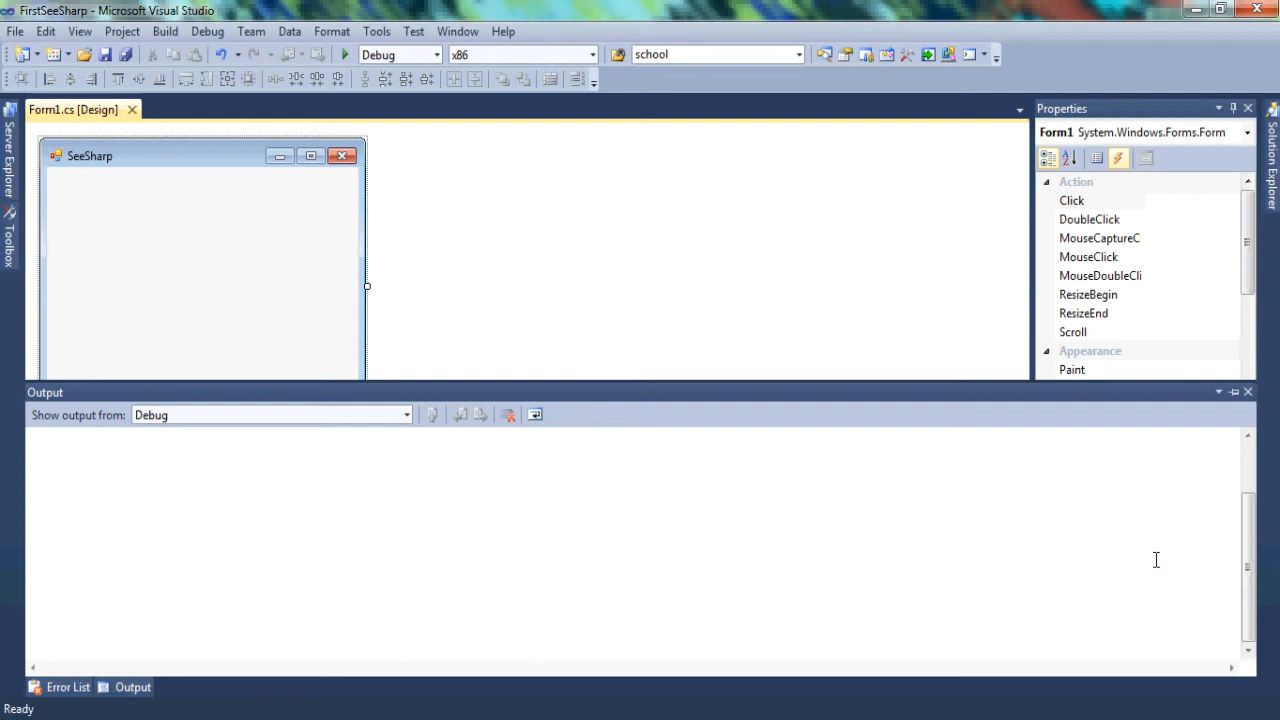 FirstSeeSharp - Microsoft Visual Studio
File Edit View Project Build Debug Team Data Format Tools Test Window Help
Debug x86 school
Form1.cs [Design]
Properties
Server Explorer
Toolbox
Solution Explorer
SeeSharp
Form1 System.Windows.Forms.Form
Action
Click
DoubleClick
MouseCaptureC
MouseClick
MouseDoubleCli
ResizeBegin
ResizeEnd
Scroll
Appearance
Paint
Output
Show output from: Debug
Error List Output
Ready